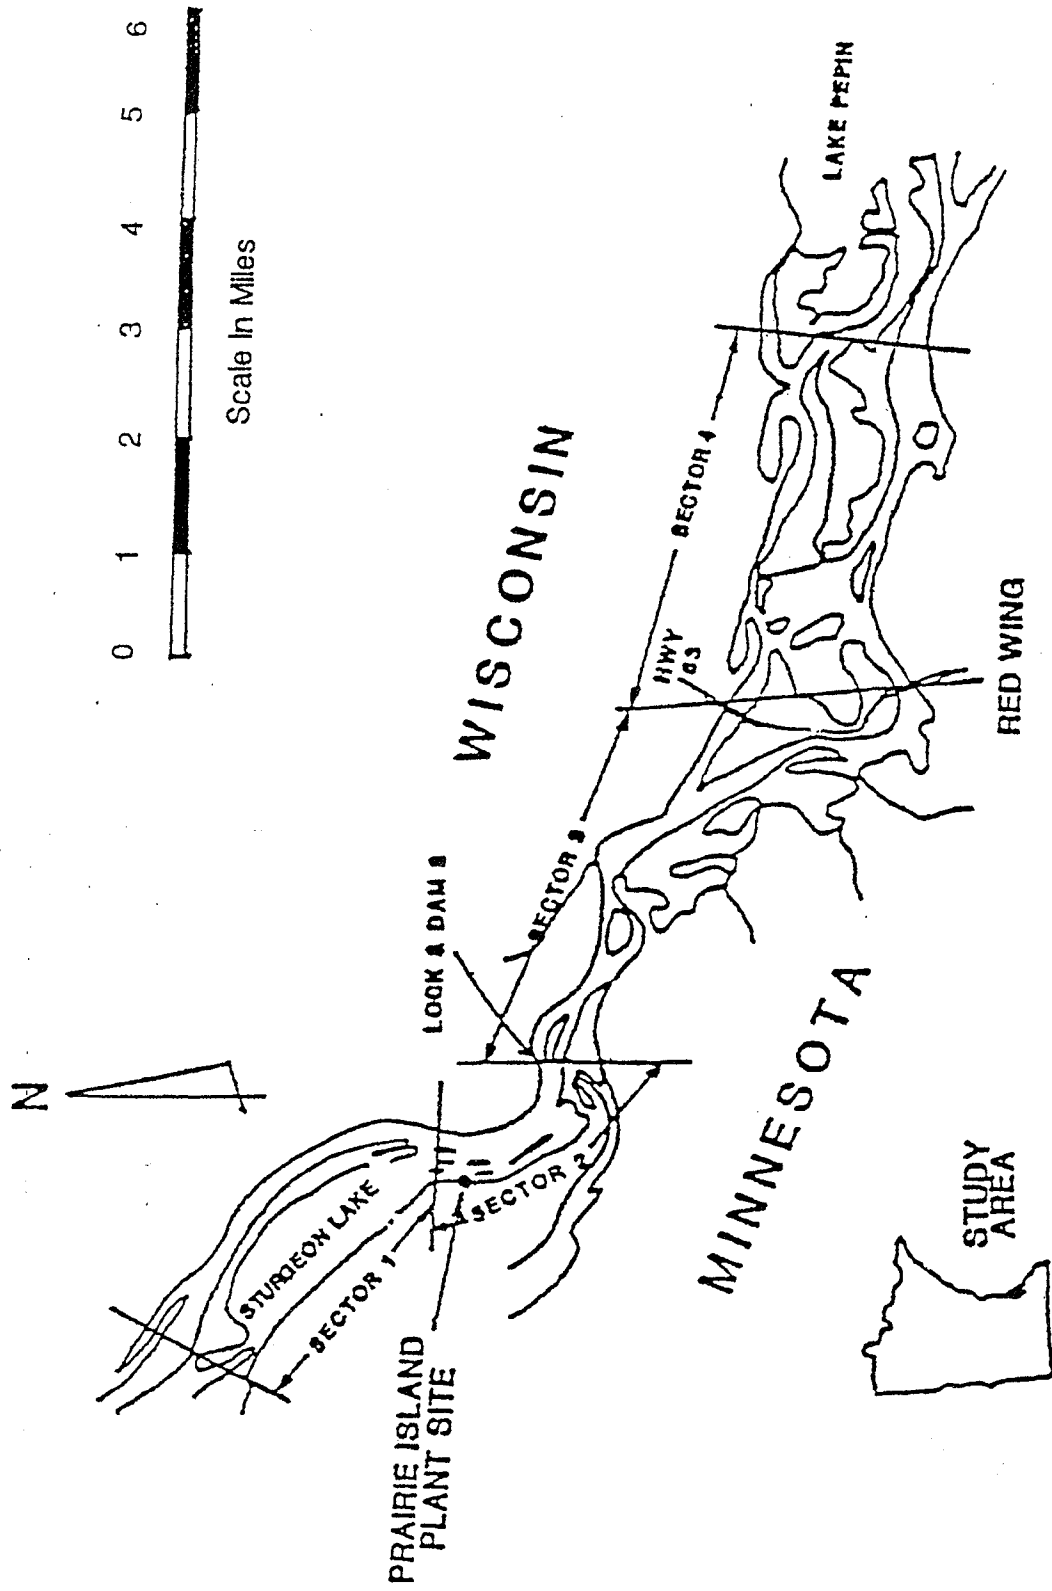 0 1 2 3 4 5 6
Scale In Miles
N
WISCONSIN
LAKE PEPIN
STURGEON LAKE
SECTOR 1
SECTOR 2
SECTOR 3
SECTOR 4
LOCK & DAM 3
HWY
63
PRAIRIE ISLAND
PLANT SITE
MINNESOTA
RED WING
STUDY
AREA